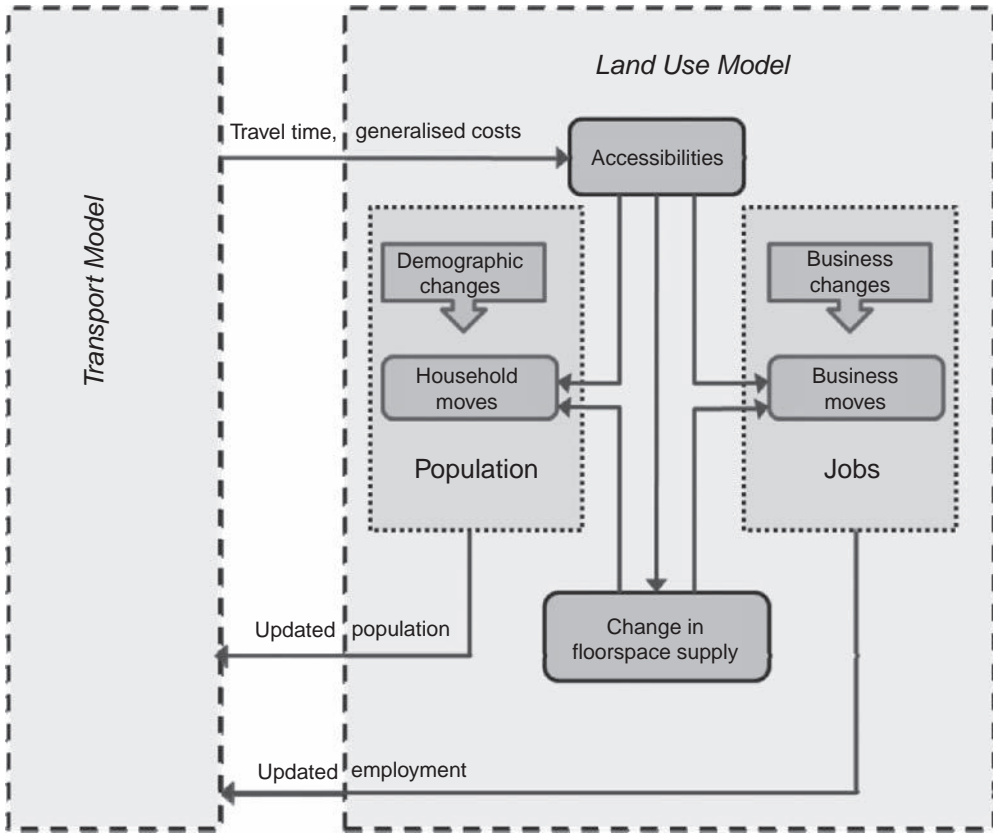 Land Use Model
Transport Model
Travel time, generalised costs
Accessibilities
Demographic
changes
Business
changes
Household
moves
Business
moves
Population
Jobs
Change in
floorspace supply
Updated population
Updated employment